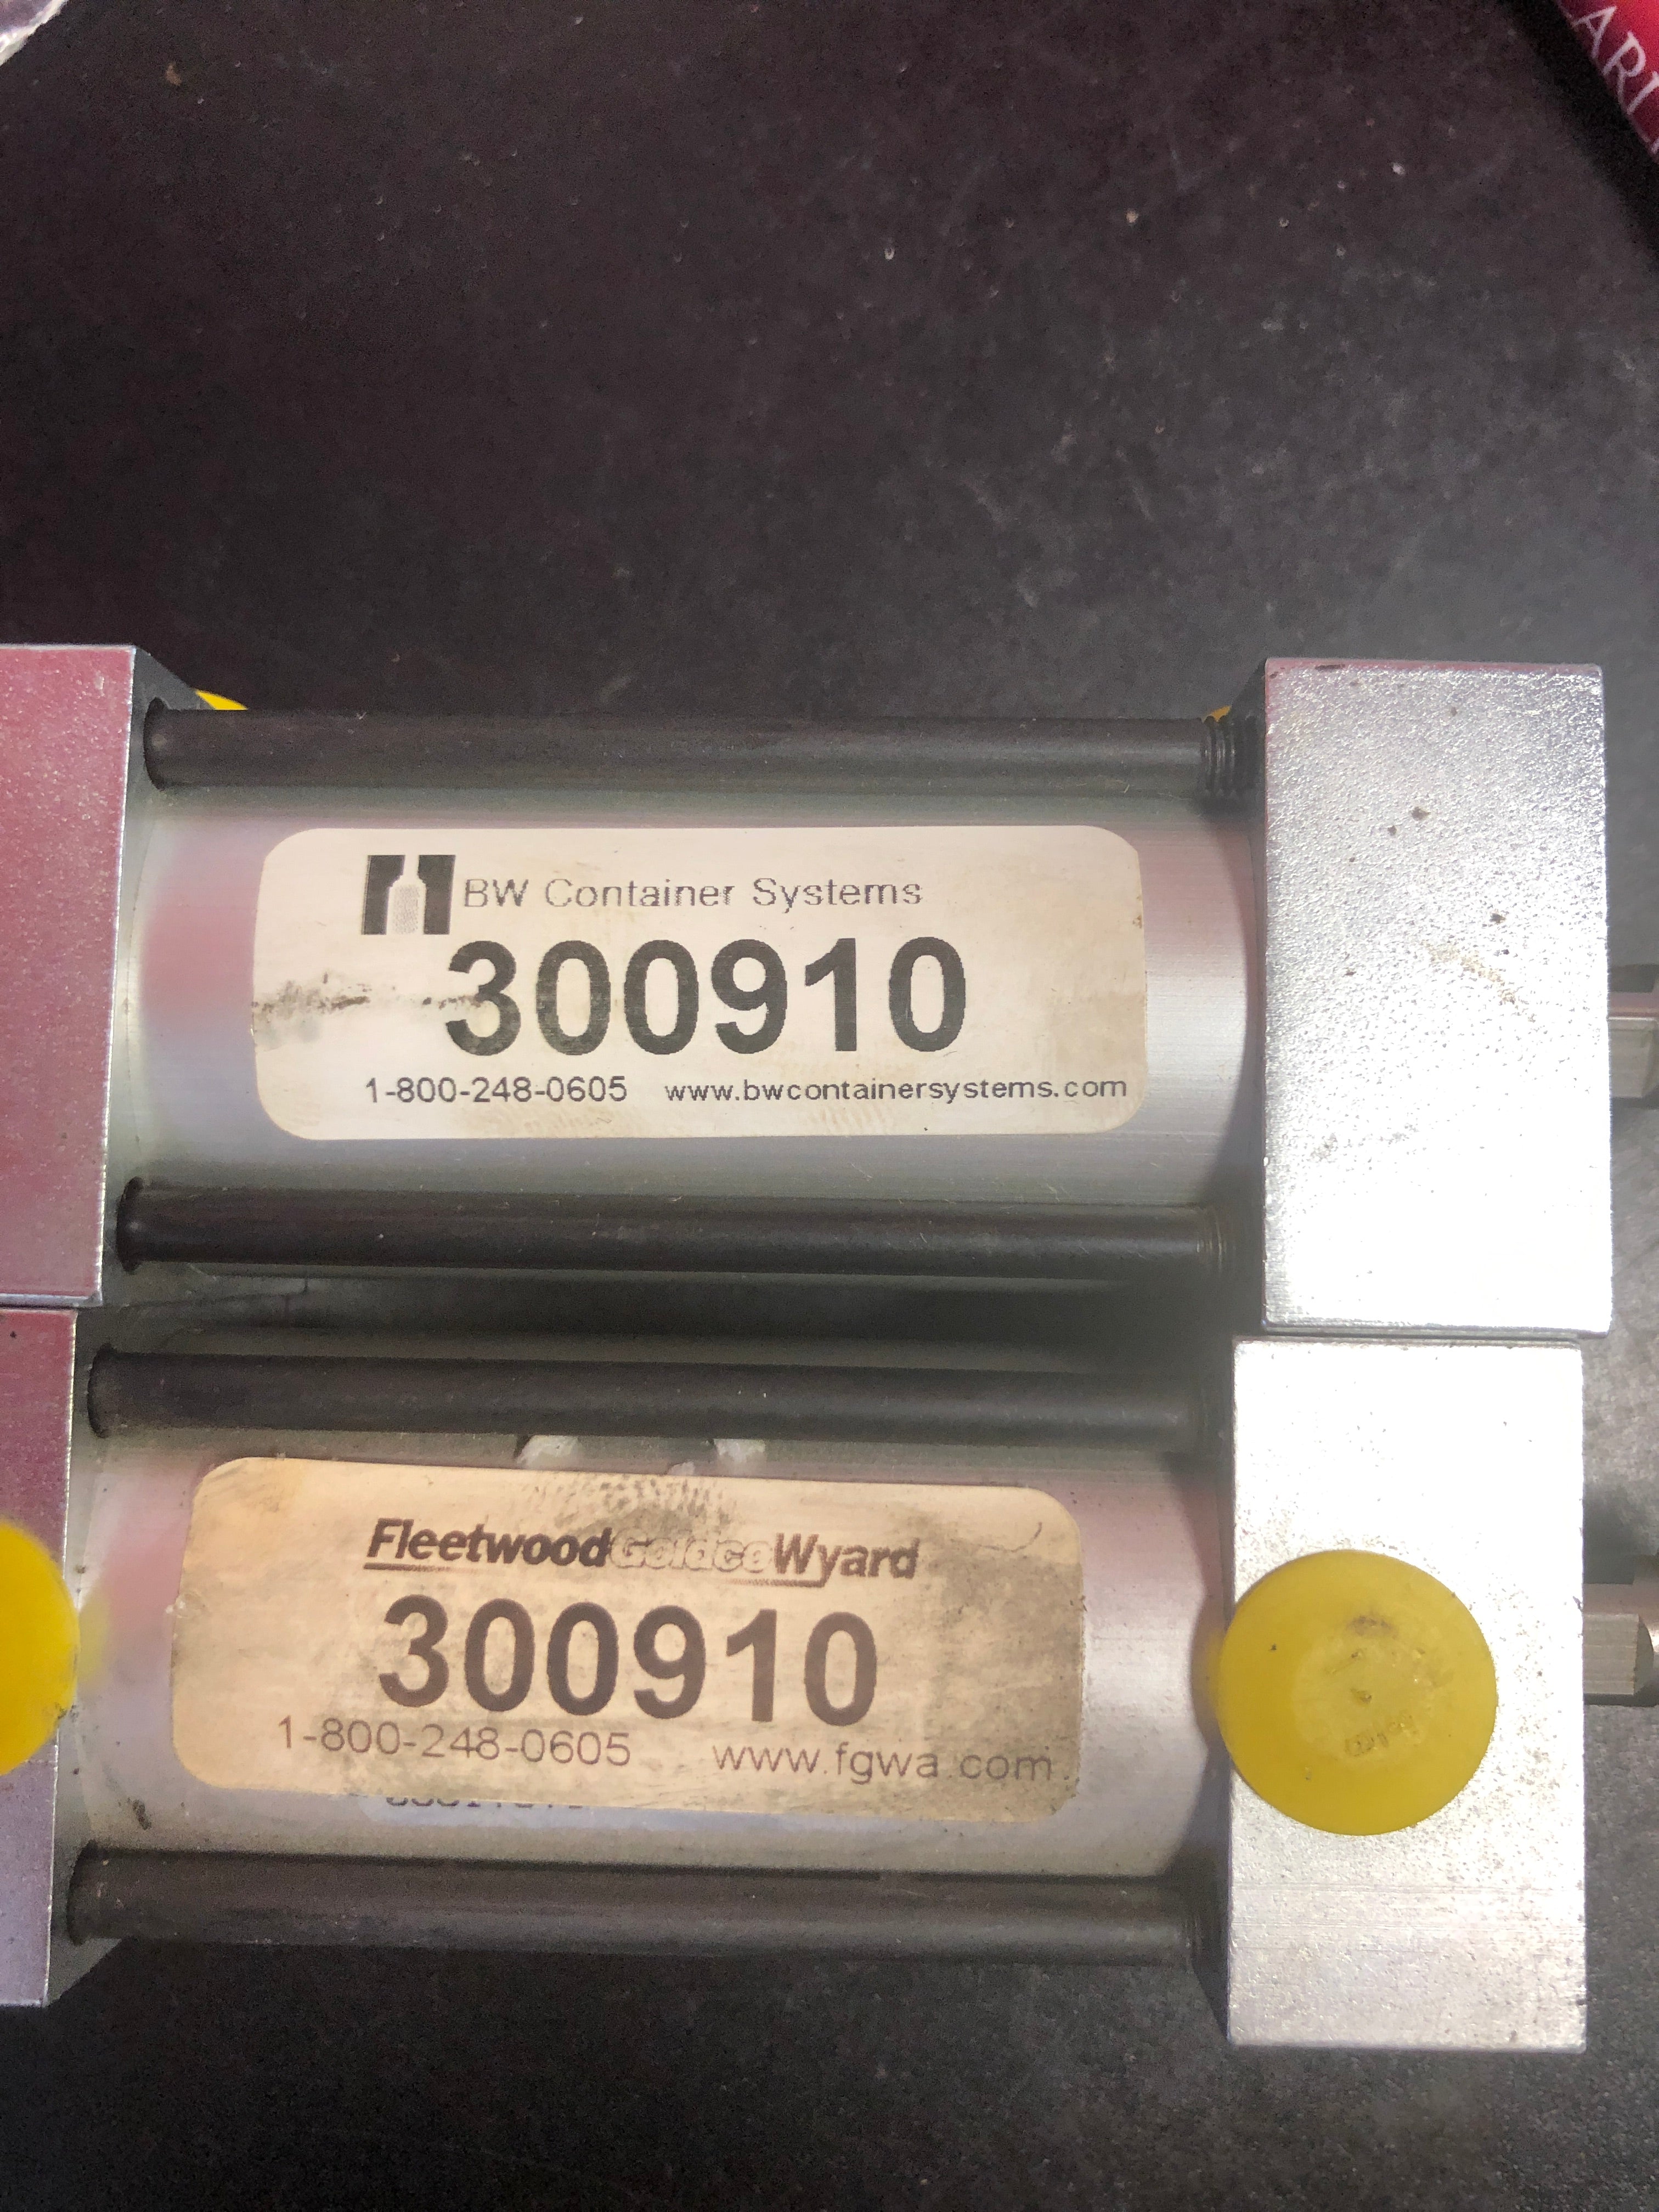 ARI
BW Container Systems
300910
1-800-248-0605 www.bwcontainersystems.com
FleetwoodGoldcoWyard
300910
1-800-248-0605 www.fgwa.com